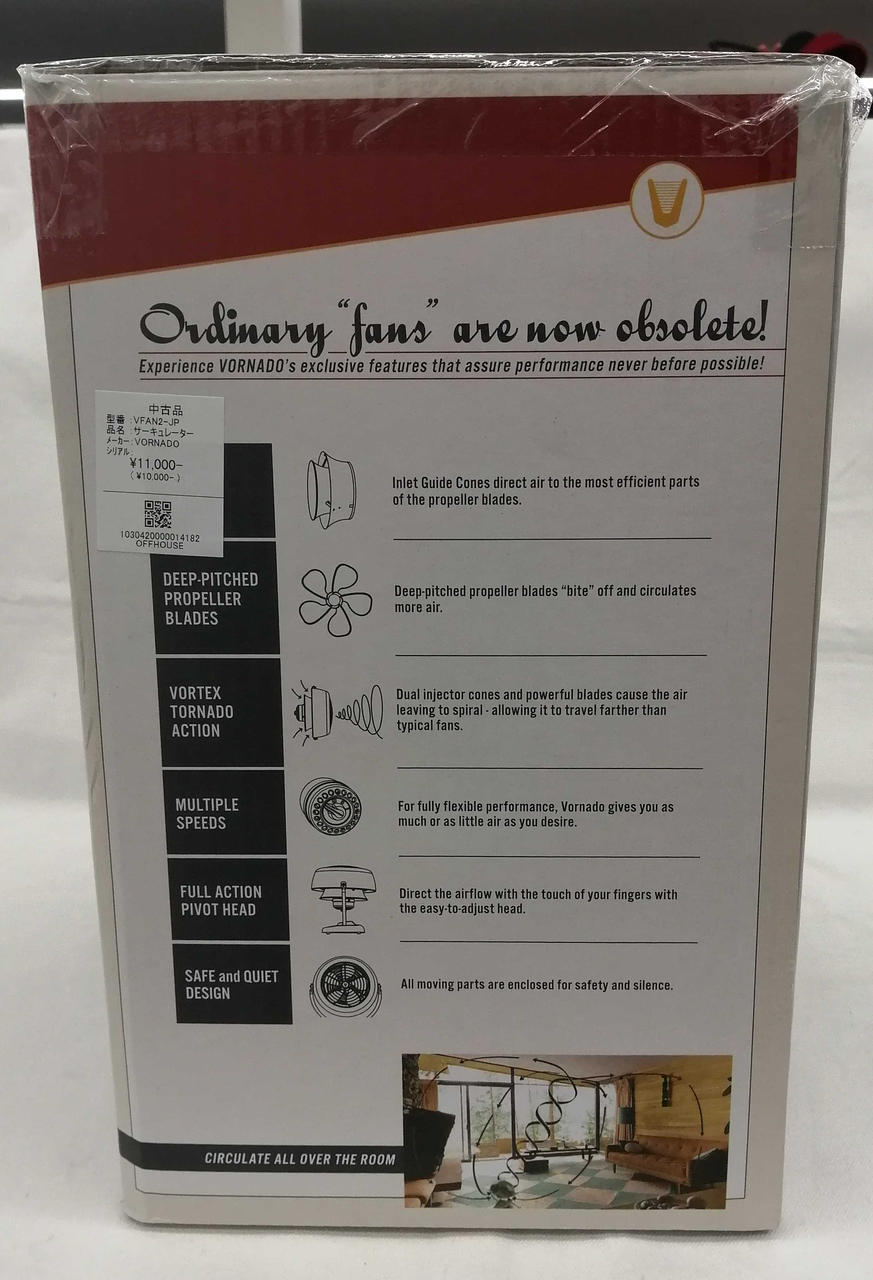 Ordinary “fans” are now obsolete!
Experience VORNADO's exclusive features that assure performance never before possible!
中古品
型番:VFAN2-JP
品名:サーキュレーター
メーカー:VORNADO
シリアル:
¥11,000-
(¥10,000-)
1030420000014182
OFFHOUSE
Inlet Guide Cones direct air to the most efficient parts
of the propeller blades.
DEEP-PITCHED
PROPELLER
BLADES
Deep-pitched propeller blades “bite” off and circulates
more air.
VORTEX
TORNADO
ACTION
Dual injector cones and powerful blades cause the air
leaving to spiral - allowing it to travel farther than
typical fans.
MULTIPLE
SPEEDS
For fully flexible performance, Vornado gives you as
much or as little air as you desire.
FULL ACTION
PIVOT HEAD
Direct the airflow with the touch of your fingers with
the easy-to-adjust head.
SAFE and QUIET
DESIGN
All moving parts are enclosed for safety and silence.
CIRCULATE ALL OVER THE ROOM